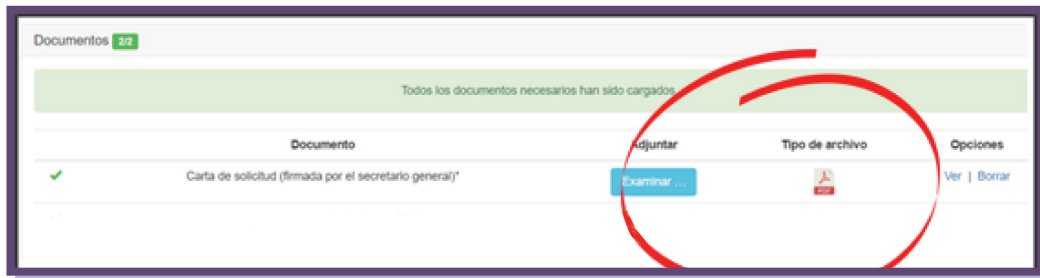 Documentos 2/2
Todos los documentos necesarios han sido cargados
Documento Adjuntar Tipo de archivo Opciones
Carta de solicitud (firmada por el secretario general)* Examinar ... PDF Ver | Borrar